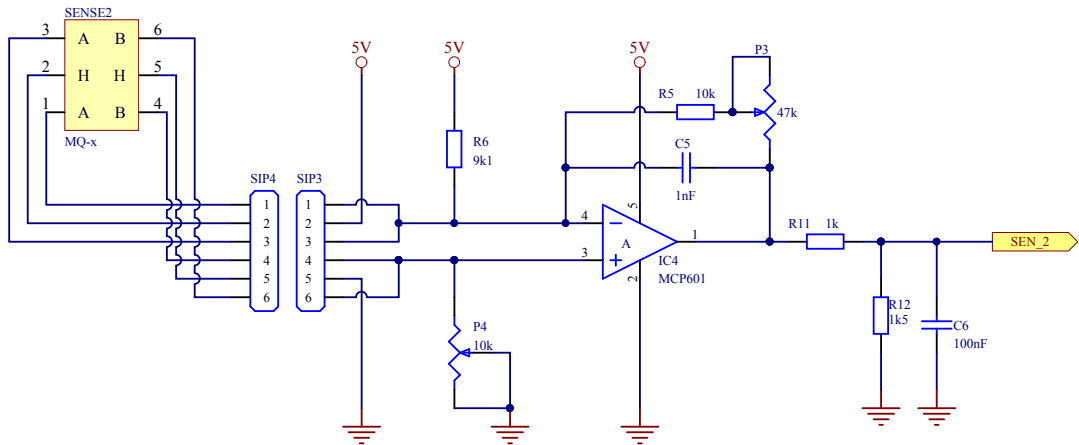 SENSE2
3 A B 6
2 H H 5
1 A B 4
MQ-x
SIP4
1
2
3
4
5
6
SIP3
1
2
3
4
5
6
5V
5V
5V
R6
9k1
P4
10k
R5 10k
P3
47k
C5
1nF
4
3
5
2
1
A
IC4
MCP601
R11 1k
R12
1k5
C6
100nF
SEN_2